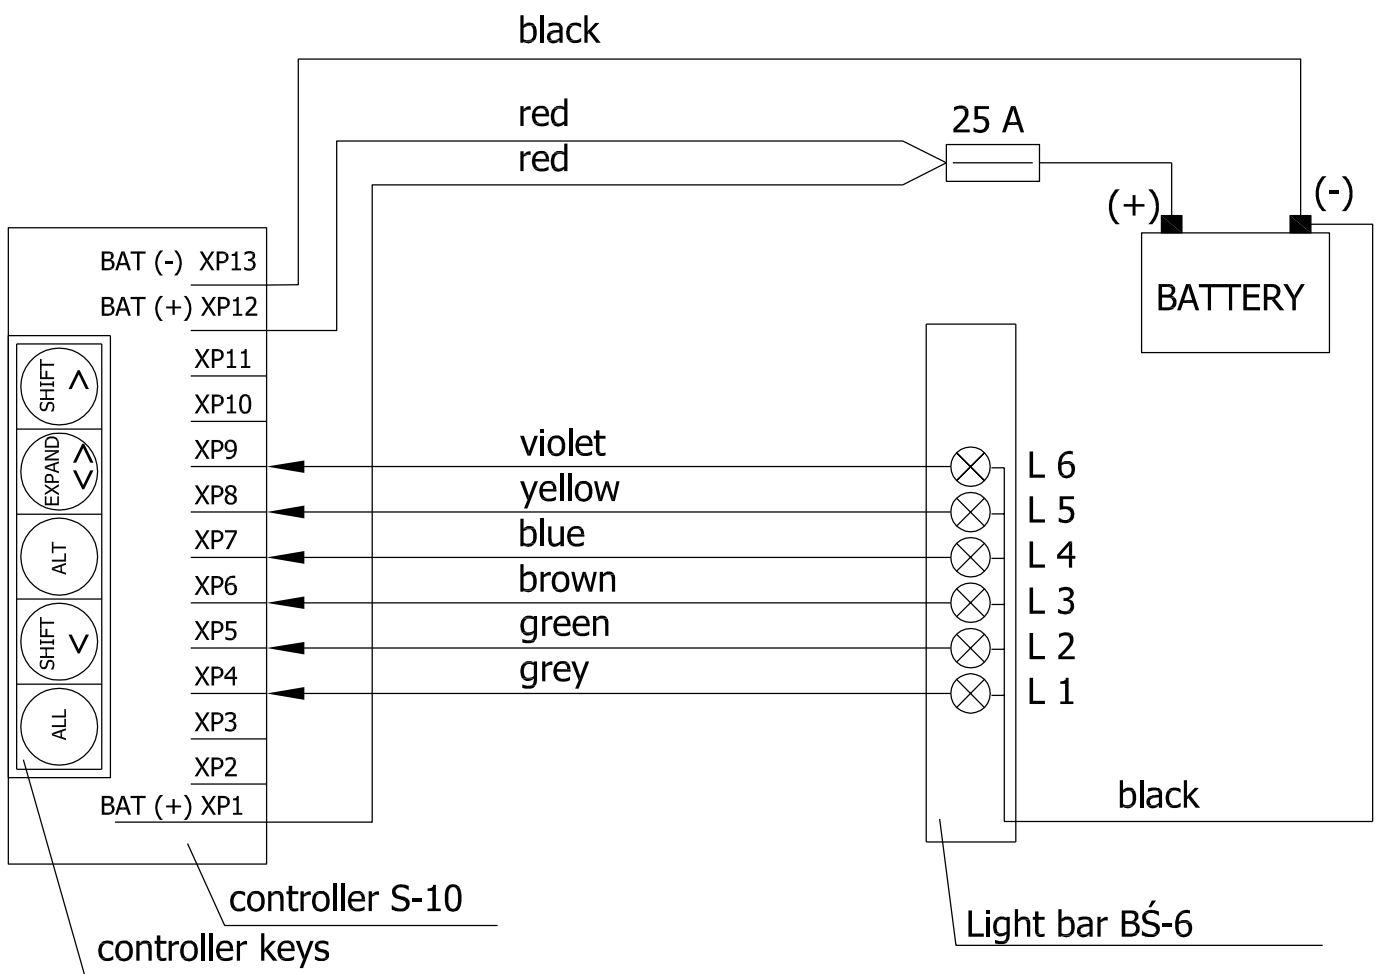 black
red
25 A
red
(+)
(-)
BAT (-) XP13
BAT (+) XP12
BATTERY
XP11
SHIFT >
XP10
XP9
violet
L 6
EXPAND <>
XP8
yellow
L 5
XP7
blue
L 4
ALT
XP6
brown
L 3
XP5
green
L 2
SHIFT <
XP4
grey
L 1
XP3
ALL
XP2
BAT (+) XP1
black
controller S-10
Light bar BŚ-6
controller keys